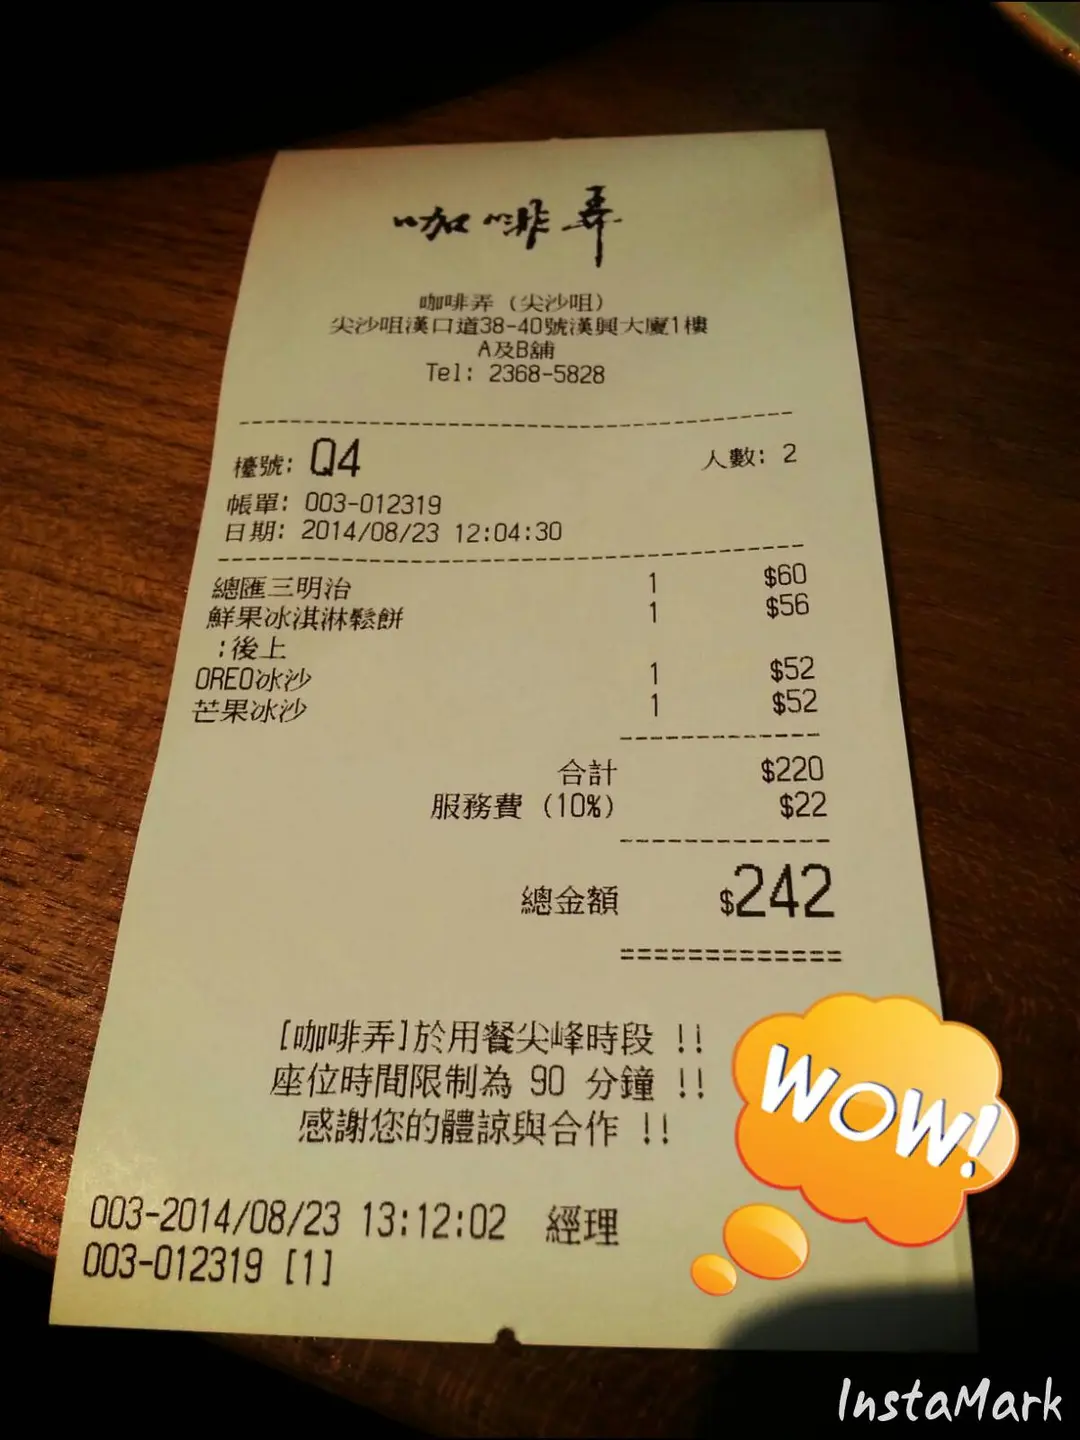 咖啡弄
咖啡弄 (尖沙咀)
尖沙咀漢口道38-40號漢興大廈1樓
A及B舖
Tel: 2368-5828
檯號: Q4 人數: 2
帳單: 003-012319
日期: 2014/08/23 12:04:30
總匯三明治 1 $60
鮮果冰淇淋鬆餅 1 $56
:後上
OREO冰沙 1 $52
芒果冰沙 1 $52
合計 $220
服務費 (10%) $22
總金額 $242
[咖啡弄]於用餐尖峰時段 !!
座位時間限制為 90 分鐘 !!
感謝您的體諒與合作 !!
WOW!
003-2014/08/23 13:12:02 經理
003-012319 [1]
InstaMark